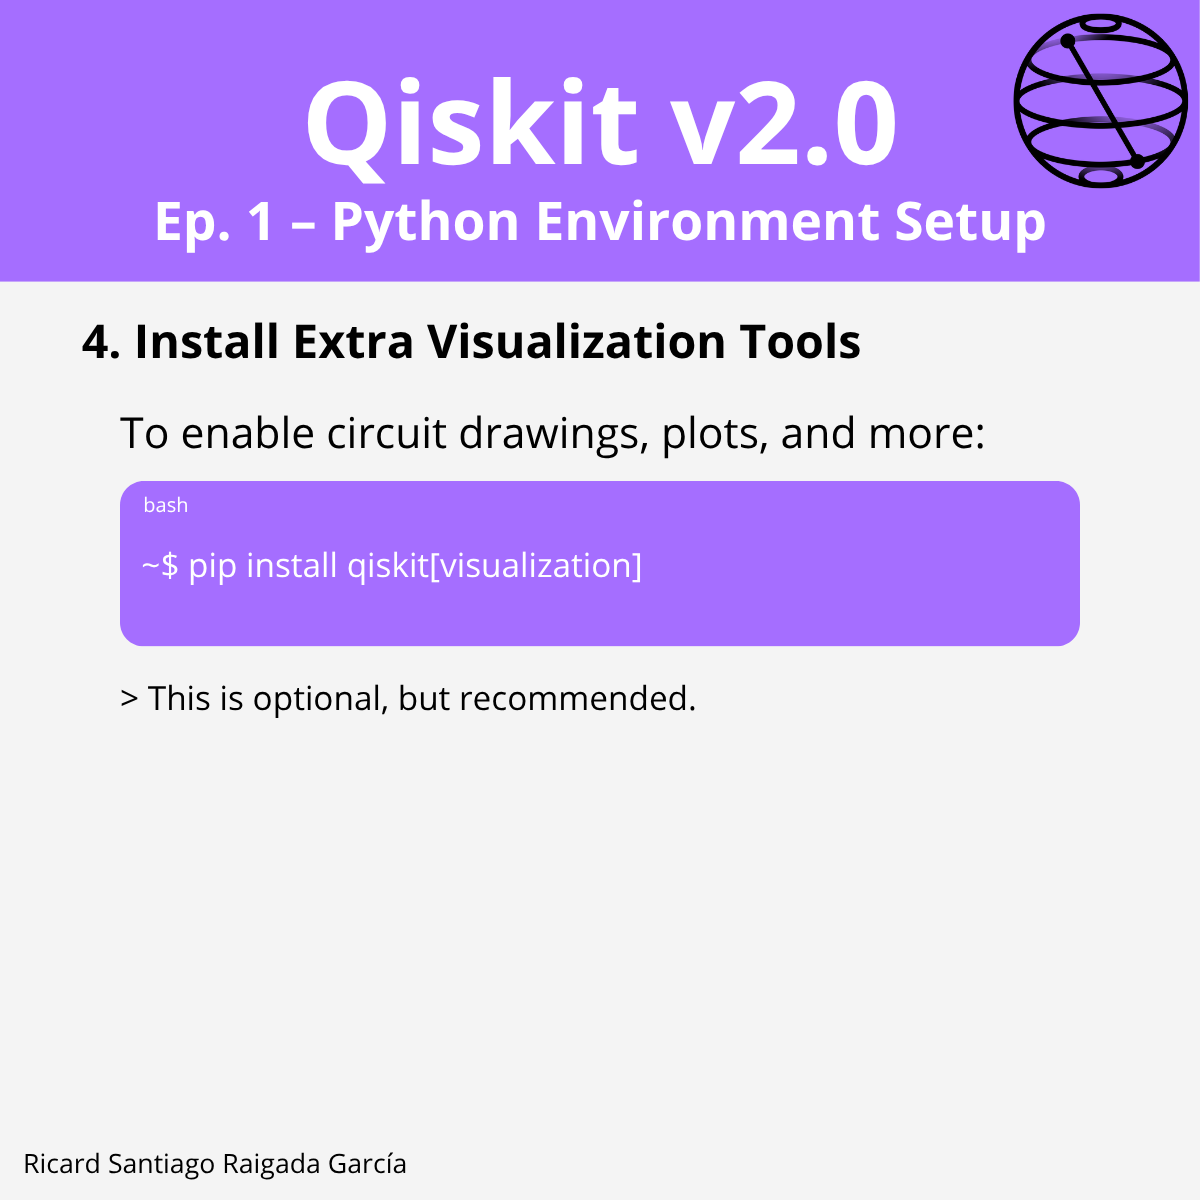 Qiskit v2.0
Ep. 1 – Python Environment Setup
4. Install Extra Visualization Tools
To enable circuit drawings, plots, and more:
bash
~$ pip install qiskit[visualization]
> This is optional, but recommended.
Ricard Santiago Raigada García